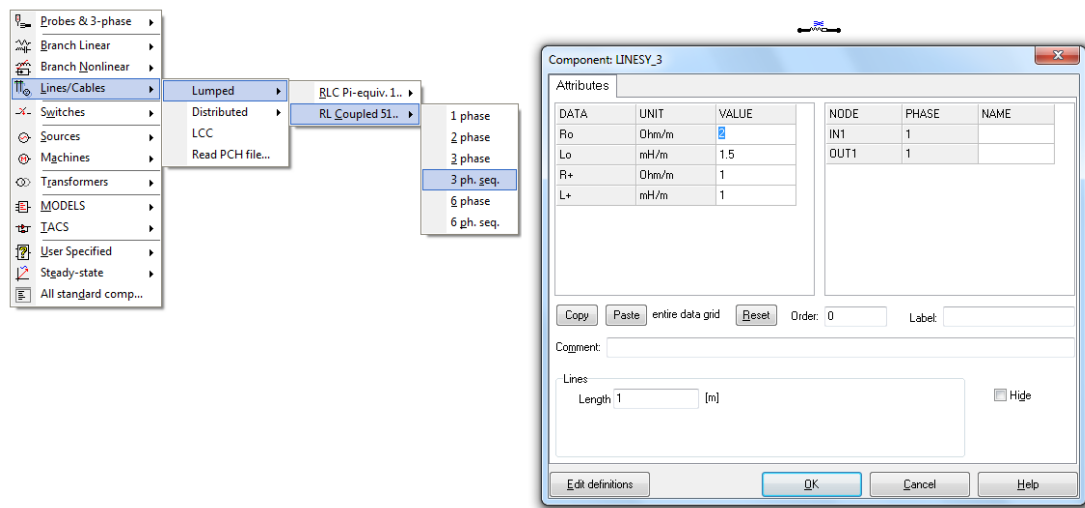 Probes & 3-phase
Branch Linear
Branch Nonlinear
Lines/Cables
Switches
Sources
Machines
Transformers
MODELS
TACS
User Specified
Steady-state
All standard comp...
Lumped
Distributed
LCC
Read PCH file...
RLC Pi-equiv. 1..
RL Coupled 51..
1 phase
2 phase
3 phase
3 ph. seq.
6 phase
6 ph. seq.
Component: LINESY_3
Attributes
DATA UNIT VALUE
Ro Ohm/m 2
Lo mH/m 1.5
R+ Ohm/m 1
L+ mH/m 1
NODE PHASE NAME
IN1 1
OUT1 1
Copy Paste entire data grid Reset Order: 0 Label:
Comment:
Lines
Length 1 [m]
Hide
Edit definitions OK Cancel Help